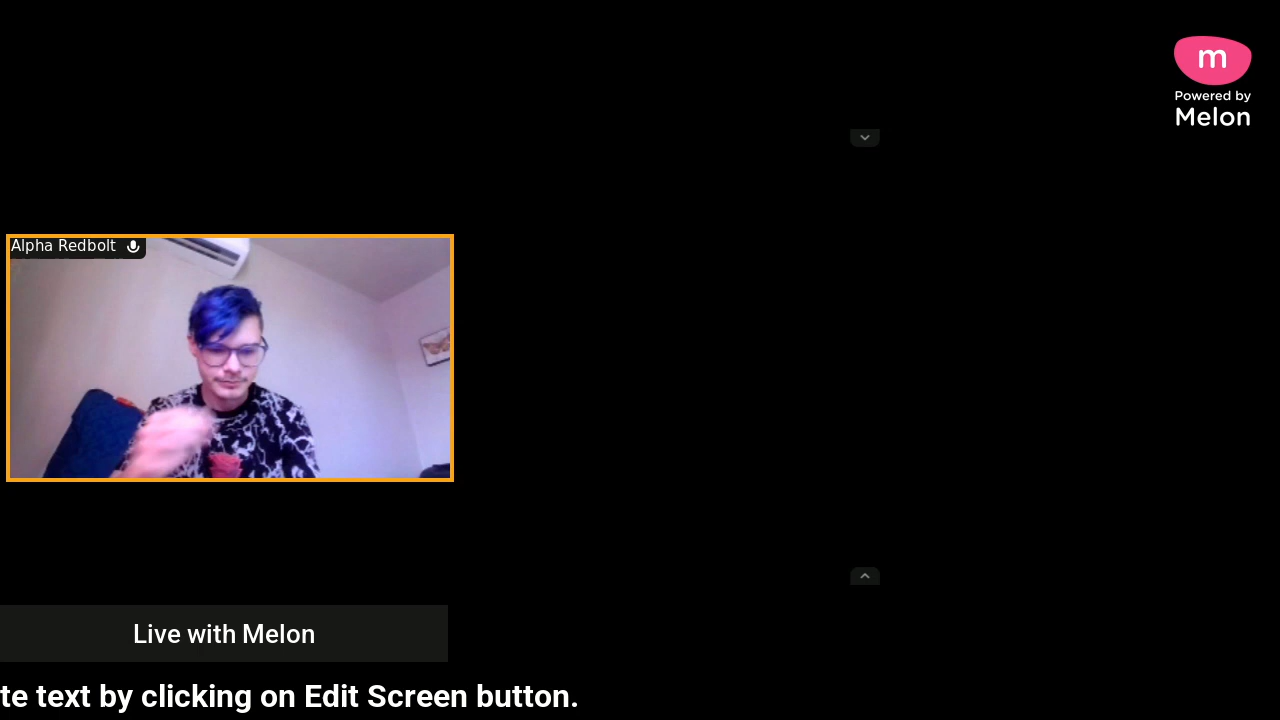 m
Powered by
Melon
Alpha Redbolt
Live with Melon
te text by clicking on Edit Screen button.